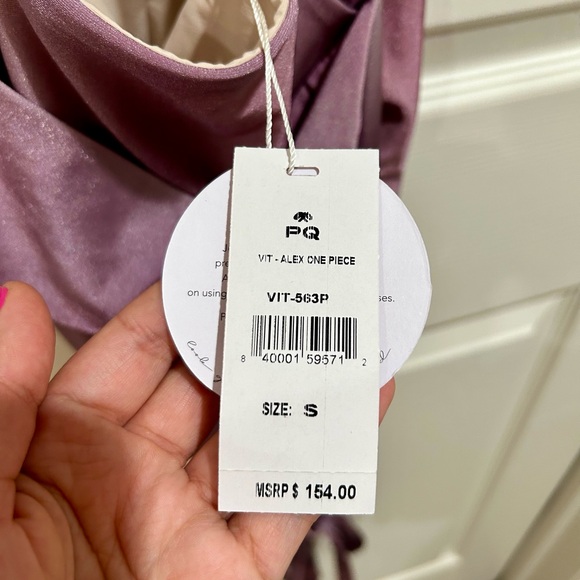 PQ
VIT - ALEX ONE PIECE
VIT-563P
8 40001 59571 2
SIZE: S
MSRP $ 154.00
on using
ses.